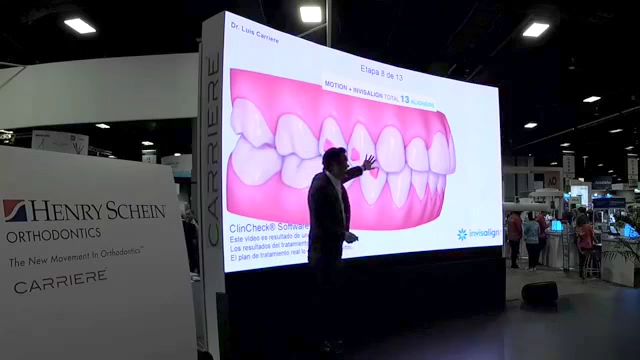 Dr. Luis Carriere
Etapa 8 de 13
MOTION + INVISALIGN TOTAL 13 ALIGNERS
CARRIERE
ClinCheck® Software
Este video es resultado de un
Los resultados del tratamiento
El plan de tratamiento real
invisalign
HENRY SCHEIN®
ORTHODONTICS
The New Movement In Orthodontics™
CARRIERE